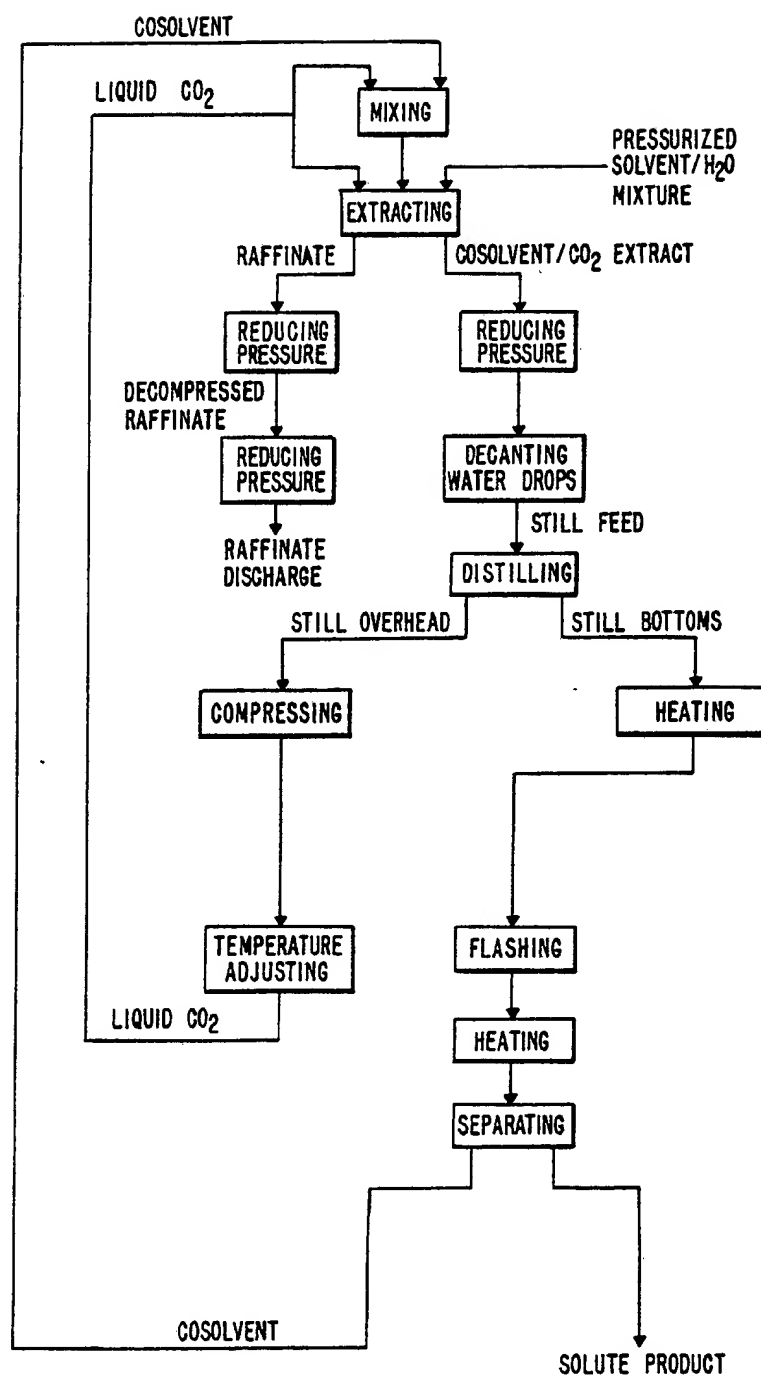 COSOLVENT
LIQUID CO2
MIXING
PRESSURIZED
SOLVENT/H2O
MIXTURE
EXTRACTING
RAFFINATE
COSOLVENT/CO2 EXTRACT
REDUCING
PRESSURE
REDUCING
PRESSURE
DECOMPRESSED
RAFFINATE
REDUCING
PRESSURE
DECANTING
WATER DROPS
STILL FEED
RAFFINATE
DISCHARGE
DISTILLING
STILL OVERHEAD
STILL BOTTOMS
COMPRESSING
HEATING
TEMPERATURE
ADJUSTING
FLASHING
LIQUID CO2
HEATING
SEPARATING
COSOLVENT
SOLUTE PRODUCT